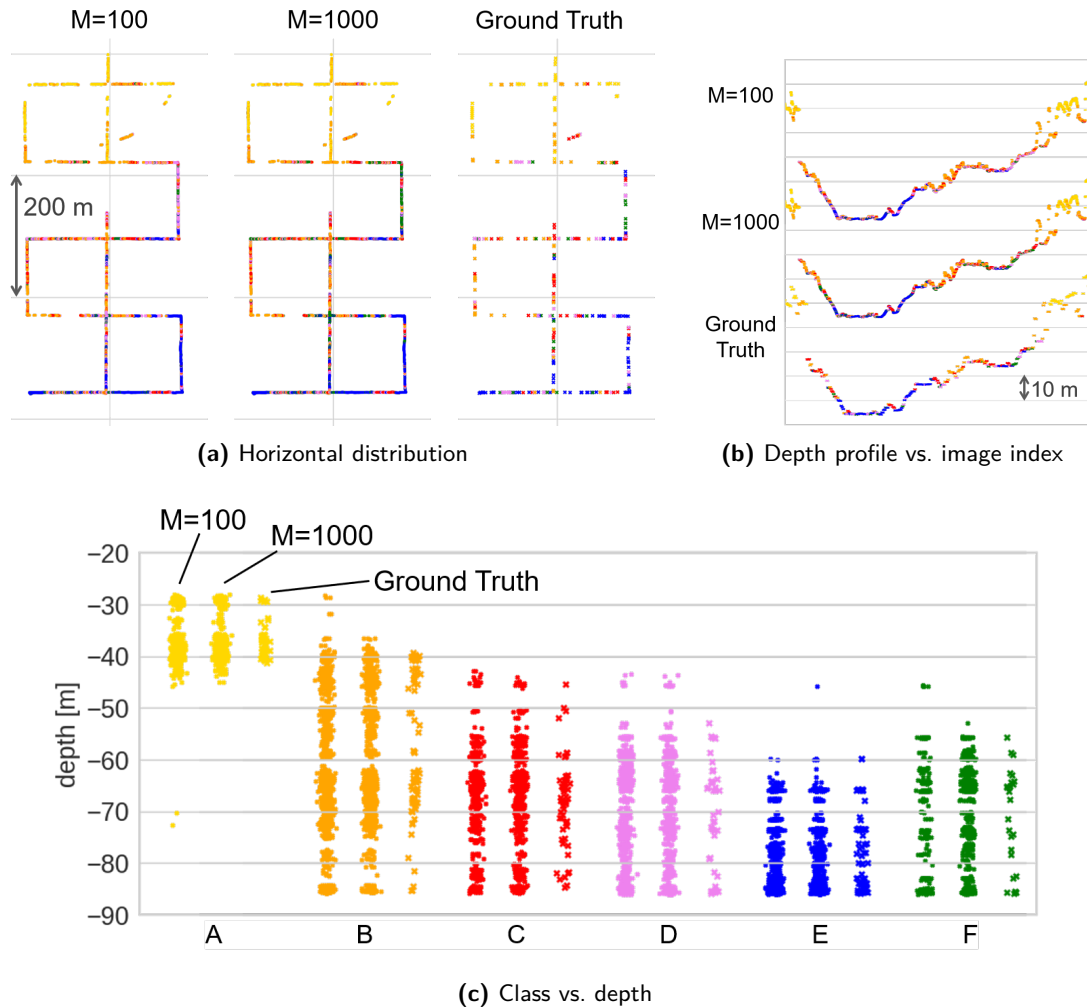 M=100 M=1000 Ground Truth
200 m
(a) Horizontal distribution
M=100
M=1000
Ground
Truth
10 m
(b) Depth profile vs. image index
M=100
M=1000
Ground Truth
−20
−30
−40
−50
−60
−70
−80
−90
depth [m]
A B C D E F
(c) Class vs. depth